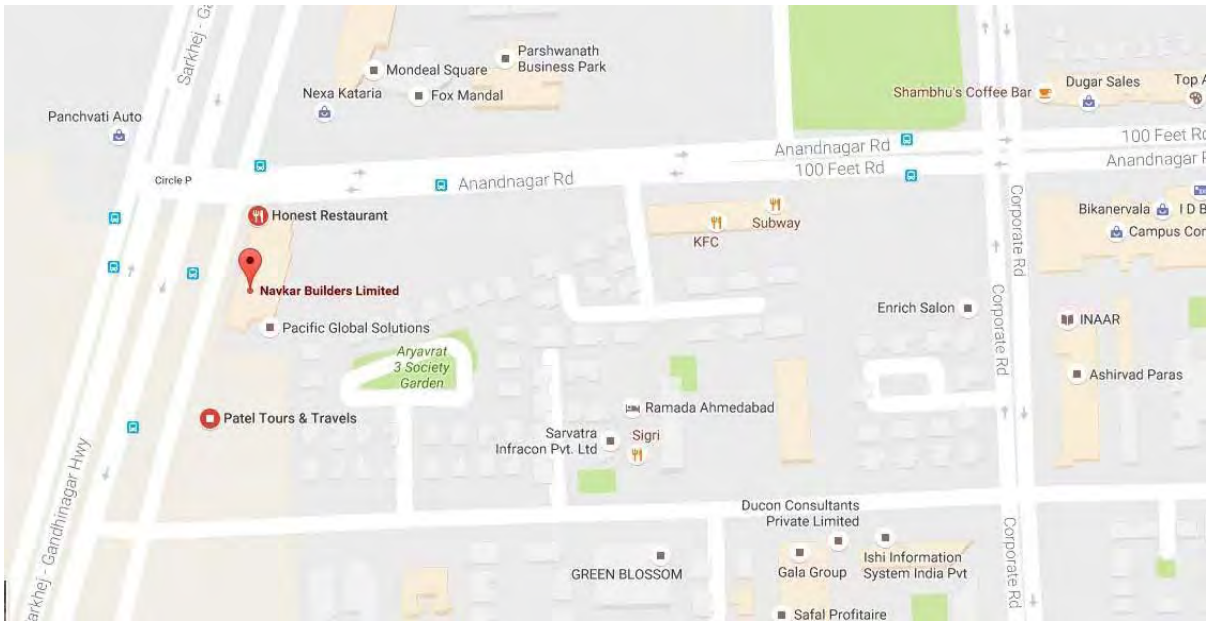 Sarkhej - Ga
Parshwanath
Business Park
Mondeal Square
Nexa Kataria
Fox Mandal
Panchvati Auto
Shambhu's Coffee Bar
Dugar Sales
Top A
Anandnagar Rd
100 Feet Rd
100 Feet Rd
Anandnagar R
Circle P
Anandnagar Rd
Honest Restaurant
KFC
Subway
Corporate Rd
Bikanervala
I D B
Campus Cor
Navkar Builders Limited
Pacific Global Solutions
Enrich Salon
Corporate Rd
INAAR
Aryavrat
3 Society
Garden
Ashirvad Paras
Patel Tours & Travels
Ramada Ahmedabad
Sarvatra
Infracon Pvt. Ltd
Sigri
Sarkhej - Gandhinagar Hwy
Ducon Consultants
Private Limited
Corporate Rd
GREEN BLOSSOM
Gala Group
Ishi Information
System India Pvt
Safal Profitaire